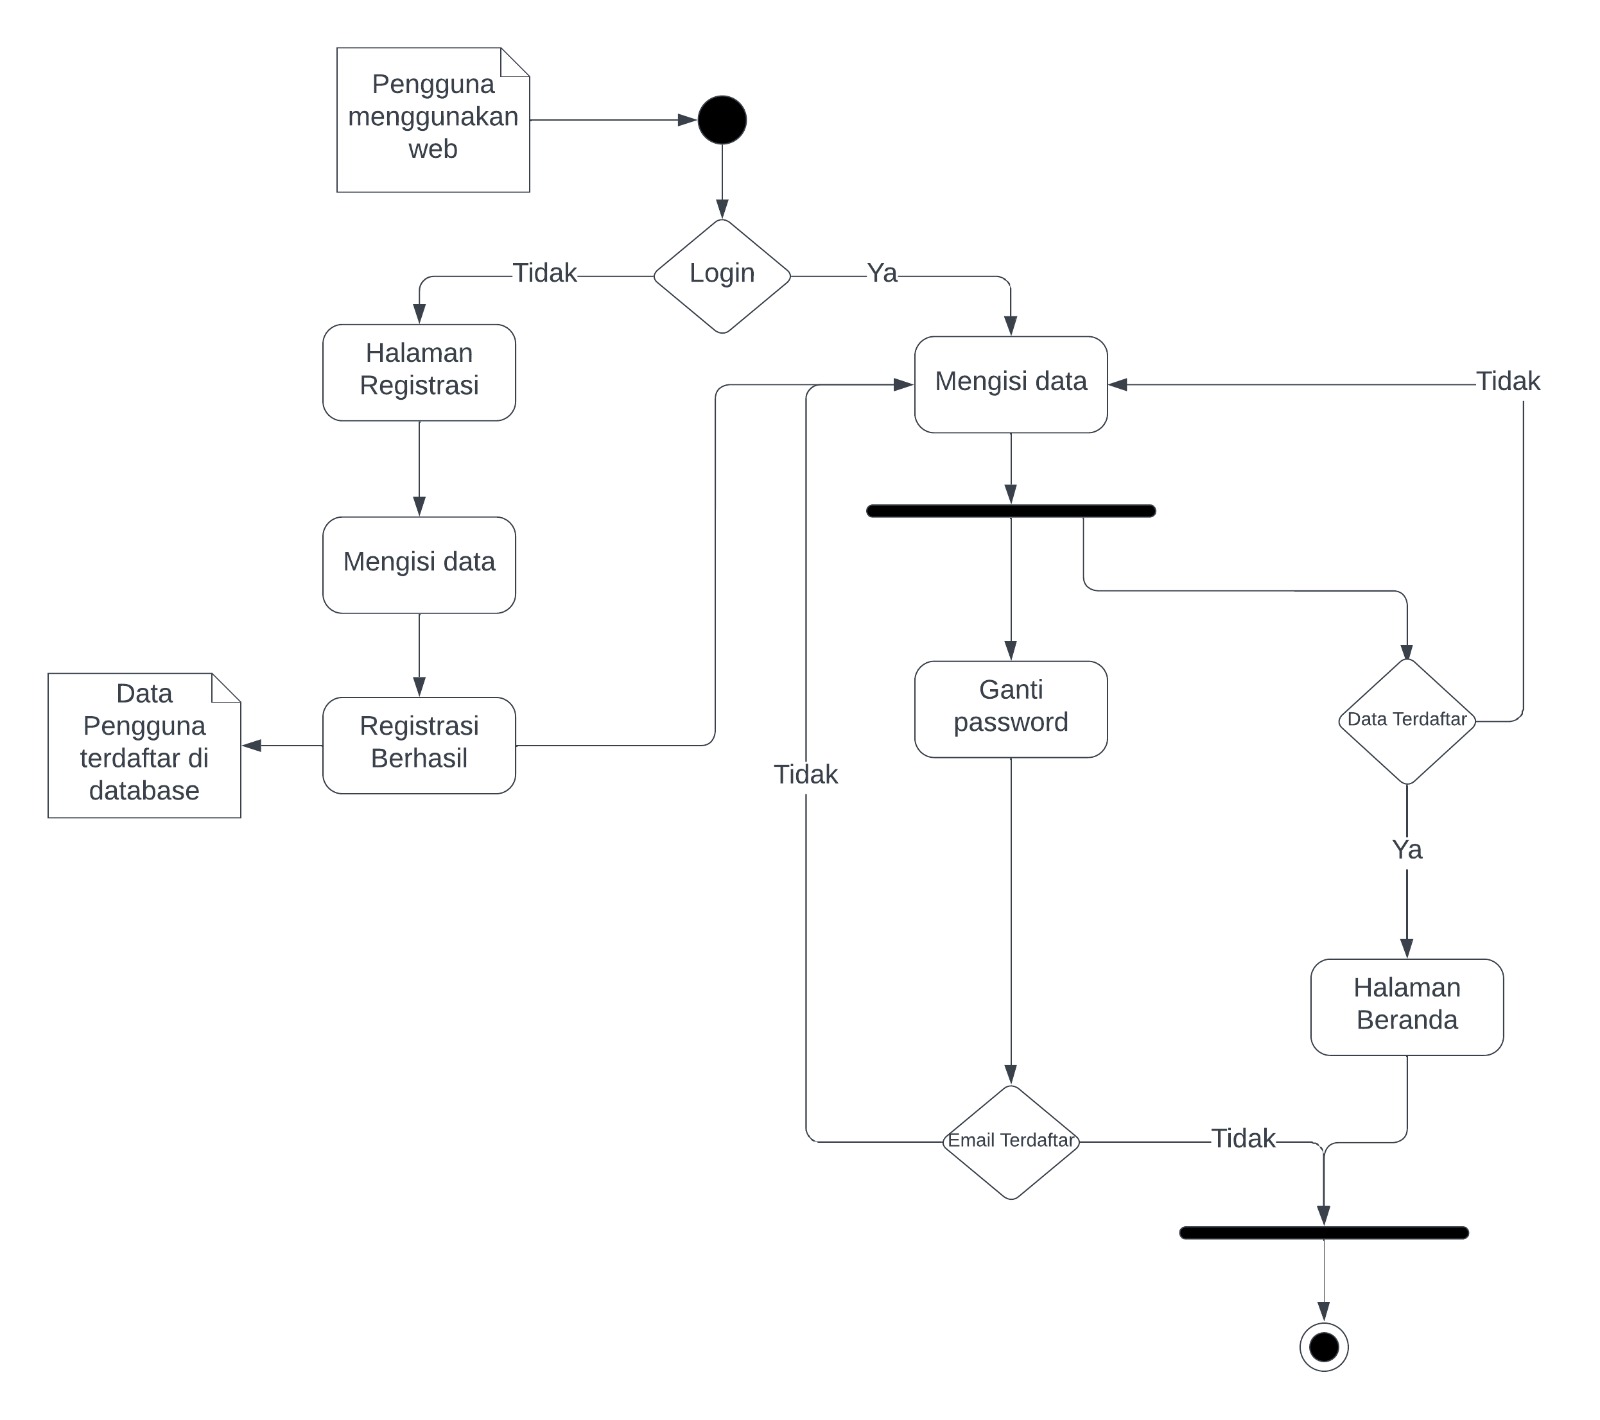 Pengguna
menggunakan
web
Login
Tidak
Ya
Halaman
Registrasi
Mengisi data
Tidak
Mengisi data
Registrasi
Berhasil
Data
Pengguna
terdaftar di
database
Ganti
password
Data Terdaftar
Tidak
Ya
Halaman
Beranda
Email Terdaftar
Tidak